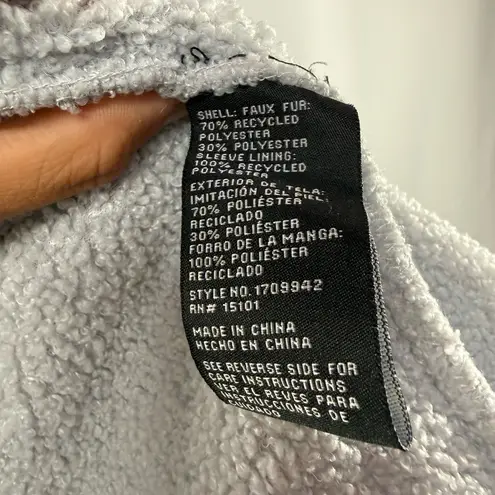 SHELL: FAUX FUR:
70% RECYCLED
POLYESTER
30% POLYESTER
SLEEVE LINING:
100% RECYCLED
POLYESTER
EXTERIOR DE TELA:
IMITACIÓN DEL PIEL:
70% POLIÉSTER
RECICLADO
30% POLIÉSTER
FORRO DE LA MANGA:
100% POLIÉSTER
RECICLADO
STYLE NO. 1709942
RN# 15101
MADE IN CHINA
HECHO EN CHINA
SEE REVERSE SIDE FOR
CARE INSTRUCTIONS
VER EL REVES PARA
INSTRUCCIONES DE
CUIDADO